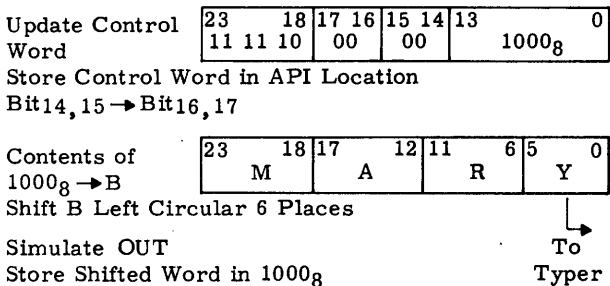 Update Control Word
23 18 17 16 15 14 13 0
11 11 10 00 00 1000₈
Store Control Word in API Location
Bit14, 15 → Bit16, 17
Contents of 1000₈ → B
23 18 17 12 11 6 5 0
M A R Y
Shift B Left Circular 6 Places
Simulate OUT
Store Shifted Word in 1000₈
To Typer